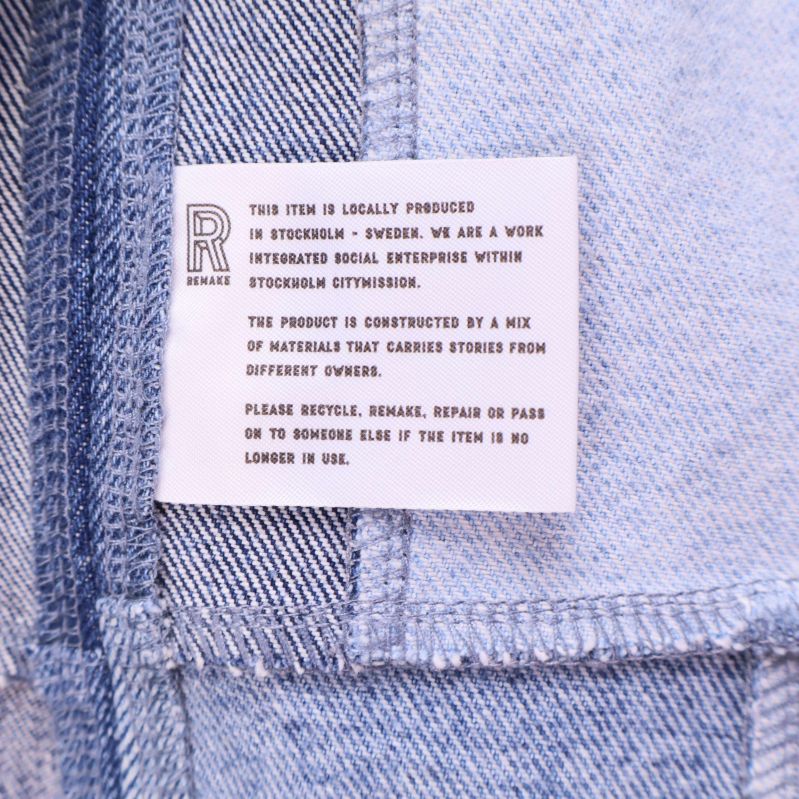 R
REMAKE
THIS ITEM IS LOCALLY PRODUCED
IN STOCKHOLM - SWEDEN. WE ARE A WORK
INTEGRATED SOCIAL ENTERPRISE WITHIN
STOCKHOLM CITYMISSION.
THE PRODUCT IS CONSTRUCTED BY A MIX
OF MATERIALS THAT CARRIES STORIES FROM
DIFFERENT OWNERS.
PLEASE RECYCLE, REMAKE, REPAIR OR PASS
ON TO SOMEONE ELSE IF THE ITEM IS NO
LONGER IN USE.